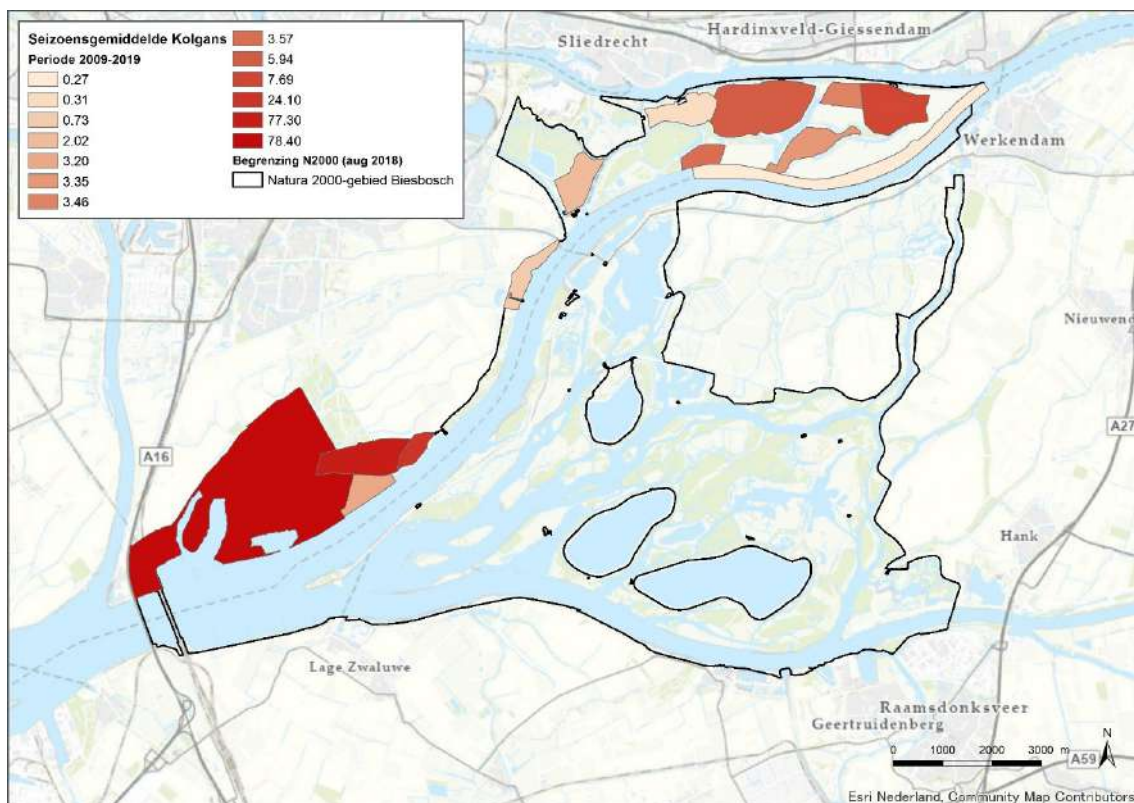 Seizoensgemiddelde Kolgans
Periode 2009-2019
0.27
0.31
0.73
2.02
3.20
3.35
3.46
3.57
5.94
7.69
24.10
77.30
78.40
Begrenzing N2000 (aug 2018)
Natura 2000-gebied Biesbosch
Hardinxveld-Giessendam
Sliedrecht
Werkendam
Nieuwend
A27
A16
Hank
Lage Zwaluwe
Raamsdonksveer
Geertruidenberg
N
0 1000 2000 3000 m
A59
Esri Nederland, Community Map Contributors